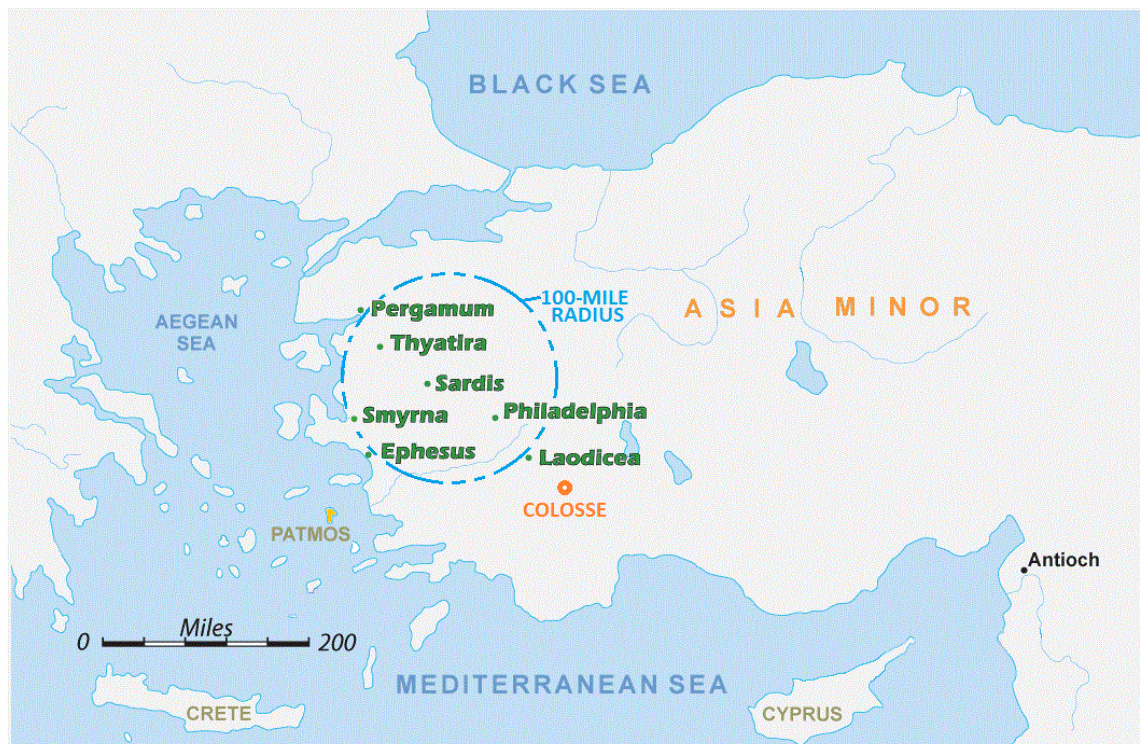 BLACK SEA
100-MILE
RADIUS
Pergamum
ASIA MINOR
AEGEAN
SEA
Thyatira
Sardis
Smyrna
Philadelphia
Ephesus
Laodicea
COLOSSE
PATMOS
Antioch
0 Miles 200
MEDITERRANEAN SEA
CRETE
CYPRUS